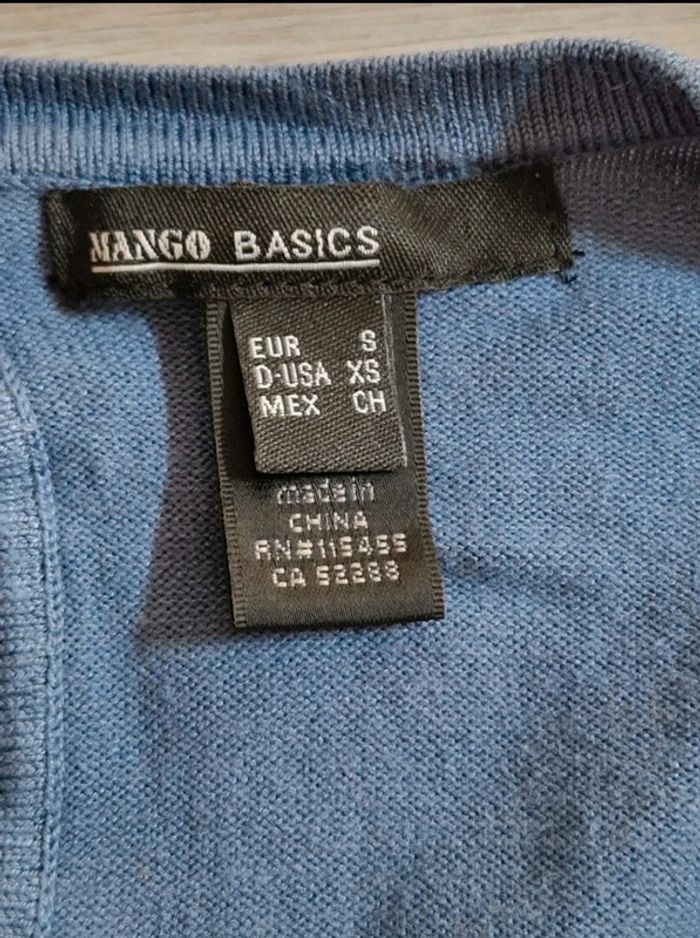 MANGO BASICS
EUR S
D-USA XS
MEX CH
made in
CHINA
RN#115455
CA 52288